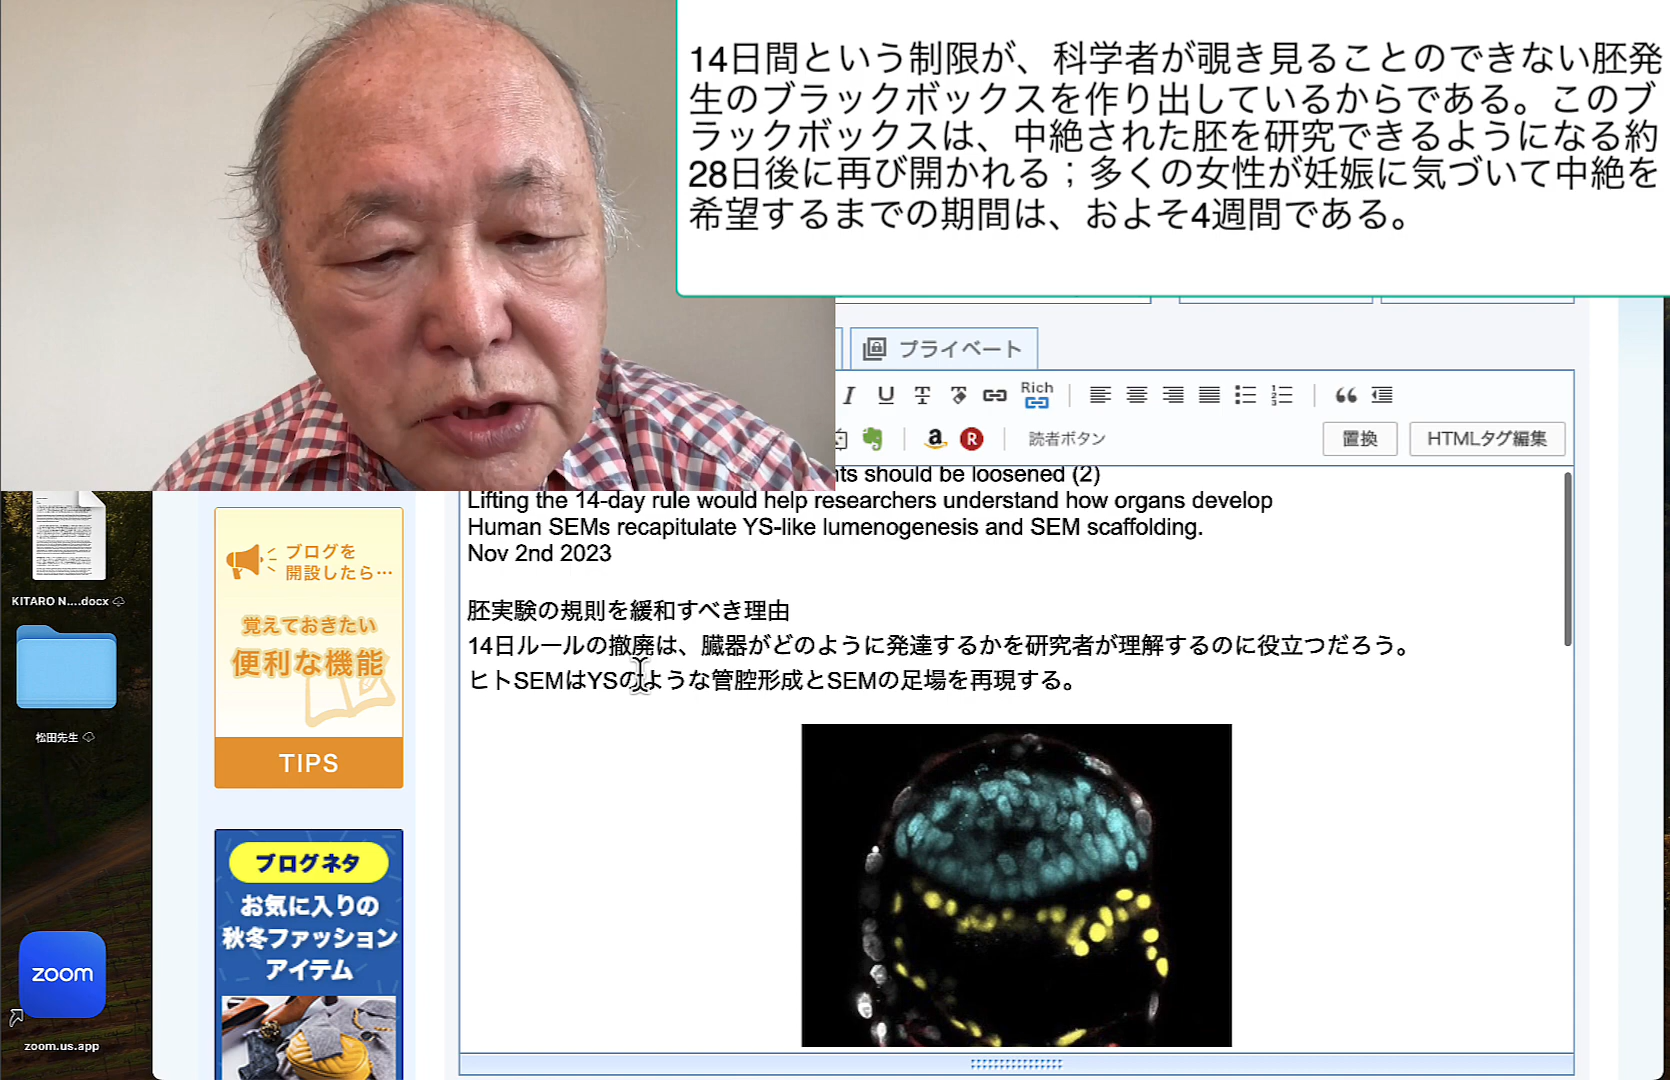 14日間という制限が、科学者が覗き見ることのできない胚発
生のブラックボックスを作り出しているからである。このブ
ラックボックスは、中絶された胚を研究できるようになる約
28日後に再び開かれる；多くの女性が妊娠に気づいて中絶を
希望するまでの期間は、およそ4週間である。
プライベート
I U T Rich
a R 読者ボタン 置換 HTMLタグ編集
nts should be loosened (2)
Lifting the 14-day rule would help researchers understand how organs develop
Human SEMs recapitulate YS-like lumenogenesis and SEM scaffolding.
Nov 2nd 2023
胚実験の規則を緩和すべき理由
14日ルールの撤廃は、臓器がどのように発達するかを研究者が理解するのに役立つだろう。
ヒトSEMはYSのような管腔形成とSEMの足場を再現する。
KITARO N....docx
松田先生
zoom
zoom.us.app
ブログを
開設したら…
覚えておきたい
便利な機能
TIPS
ブログネタ
お気に入りの
秋冬ファッション
アイテム